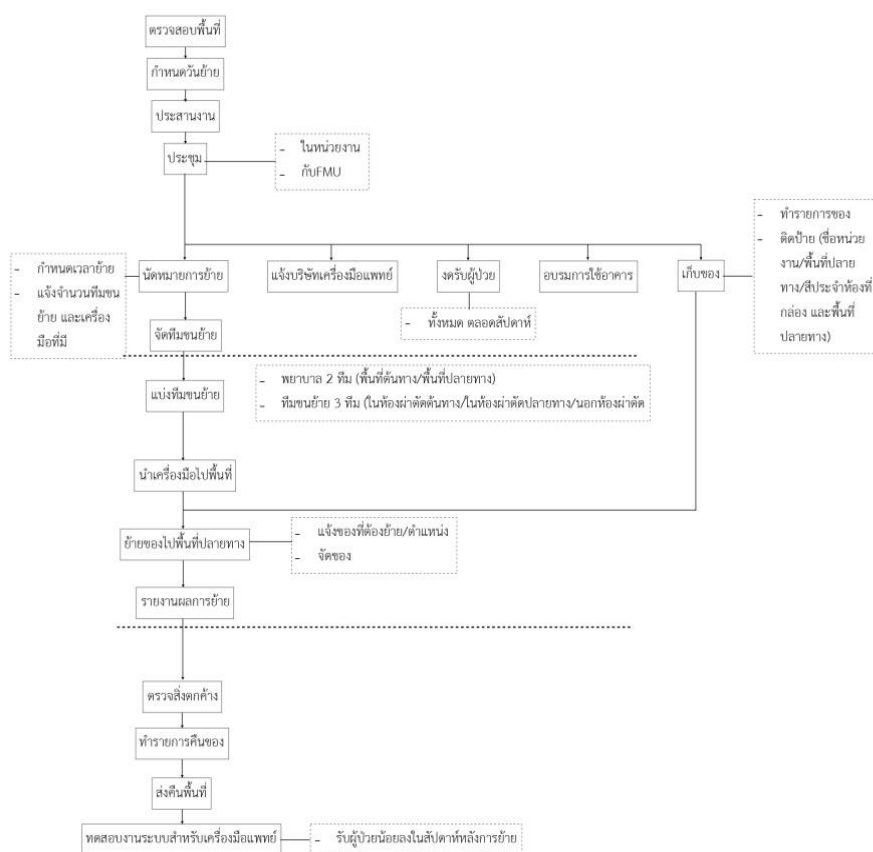 ตรวจสอบพื้นที่
กำหนดวันย้าย
ประสานงาน
ประชุม
- ในหน่วยงาน
- กับFMU
- ทำรายการของ
- ติดป้าย (ชื่อหน่วย
งาน/พื้นที่ปลาย
ทาง/สีประจำห้องที่
กล่อง และพื้นที่
ปลายทาง)
- กำหนดเวลาย้าย
- แจ้งจำนวนทีมขน
ย้าย และเครื่อง
มือที่มี
นัดหมายการย้าย
แจ้งบริษัทเครื่องมือแพทย์
งดรับผู้ป่วย
อบรมการใช้อาคาร
เก็บของ
- ทั้งหมด ตลอดสัปดาห์
จัดทีมขนย้าย
แบ่งทีมขนย้าย
- พยาบาล 2 ทีม (พื้นที่ต้นทาง/พื้นที่ปลายทาง)
- ทีมขนย้าย 3 ทีม (ในห้องผ่าตัดต้นทาง/ในห้องผ่าตัดปลายทาง/นอกห้องผ่าตัด
นำเครื่องมือไปพื้นที่
ย้ายของไปพื้นที่ปลายทาง
- แจ้งของที่ต้องย้าย/ตำแหน่ง
- จัดของ
รายงานผลการย้าย
ตรวจสิ่งตกค้าง
ทำรายการคืนของ
ส่งคืนพื้นที่
ทดสอบงานระบบสำหรับเครื่องมือแพทย์
- รับผู้ป่วยน้อยลงในสัปดาห์หลังการย้าย